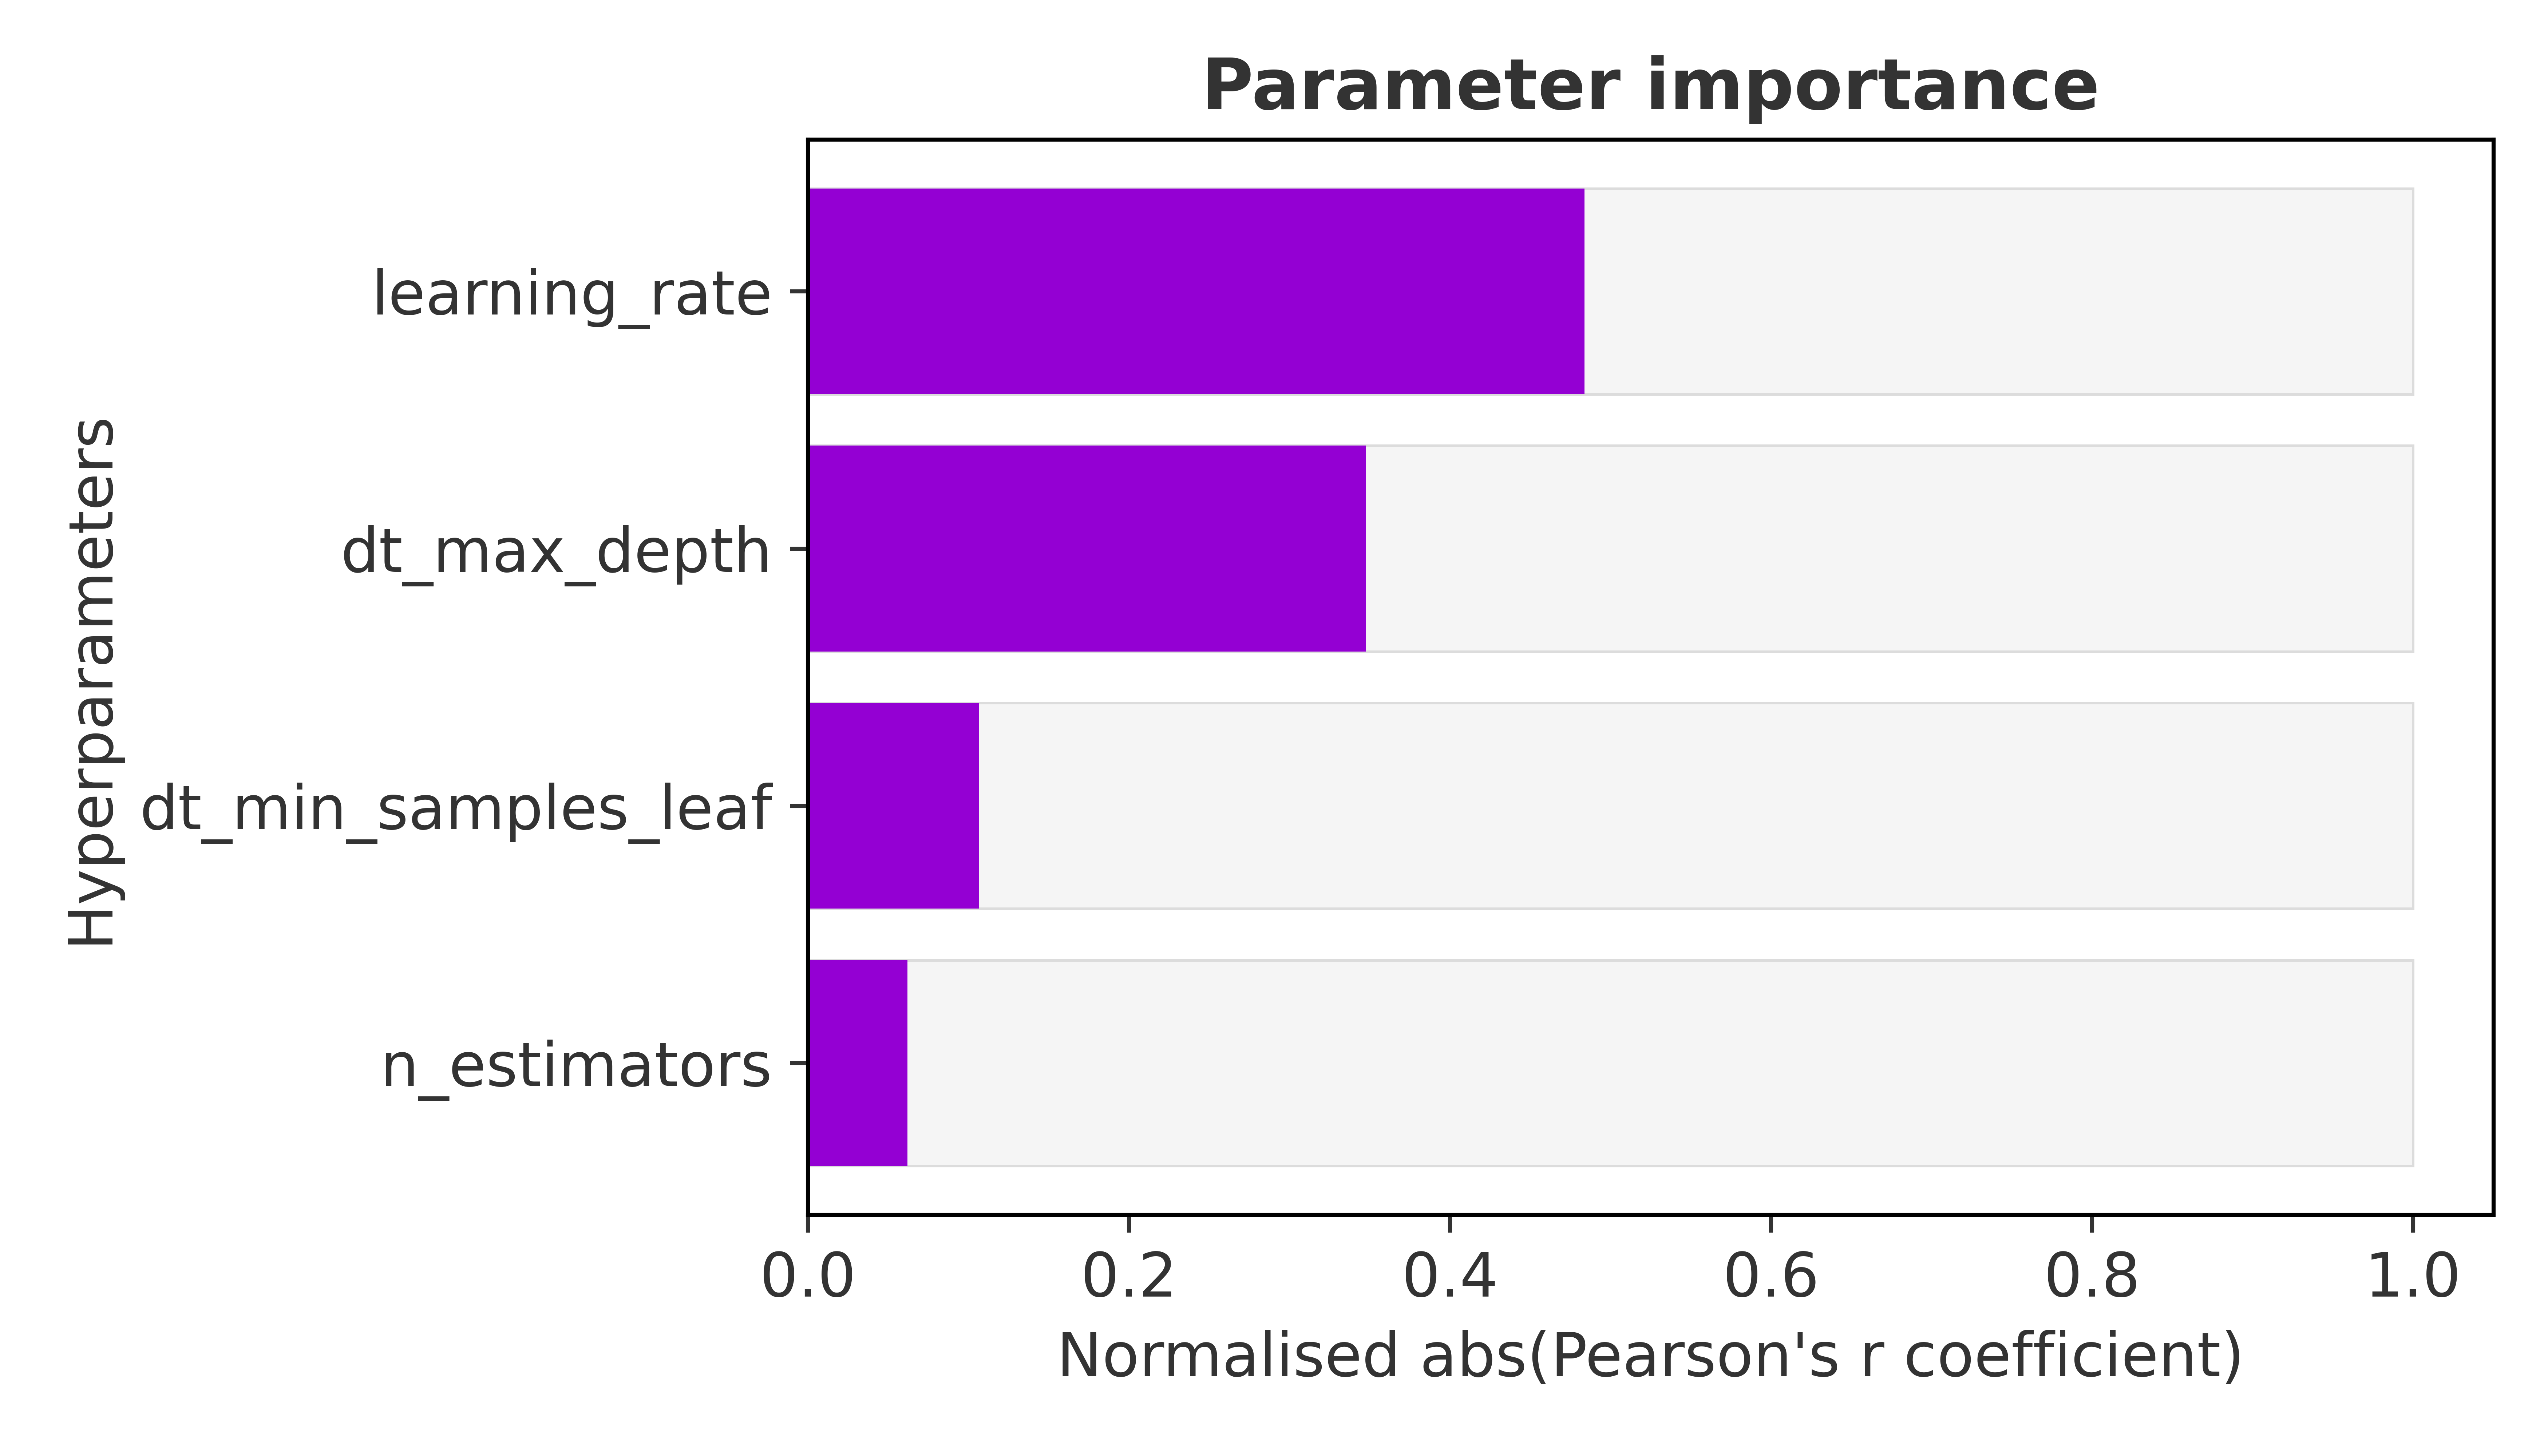 Parameter importance
Hyperparameters
learning_rate
dt_max_depth
dt_min_samples_leaf
n_estimators
0.0 0.2 0.4 0.6 0.8 1.0
Normalised abs(Pearson's r coefficient)